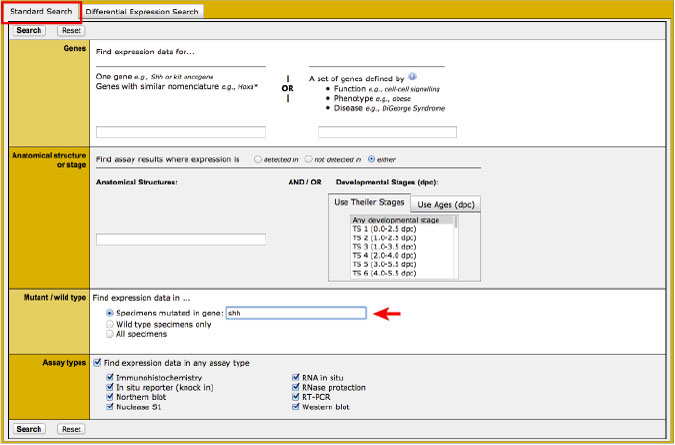 Standard Search
Differential Expression Search
Search
Reset
Genes
Find expression data for...
One gene e.g., Shh or kit oncogene
Genes with similar nomenclature e.g., Hoxa*
OR
A set of genes defined by ?
• Function e.g., cell-cell signalling
• Phenotype e.g., obese
• Disease e.g., DiGeorge Syndrome
Anatomical structure or stage
Find assay results where expression is
detected in
not detected in
either
Anatomical Structures:
AND / OR
Developmental Stages (dpc):
Use Theiler Stages
Use Ages (dpc)
Any developmental stage
TS 1 (0.0-2.5 dpc)
TS 2 (1.0-2.5 dpc)
TS 3 (1.0-3.5 dpc)
TS 4 (2.0-4.0 dpc)
TS 5 (3.0-5.5 dpc)
TS 6 (4.0-5.5 dpc)
Mutant / wild type
Find expression data in ...
Specimens mutated in gene: shh
Wild type specimens only
All specimens
Assay types
Find expression data in any assay type
Immunohistochemistry
In situ reporter (knock in)
Northern blot
Nuclease S1
RNA in situ
RNase protection
RT-PCR
Western blot
Search
Reset